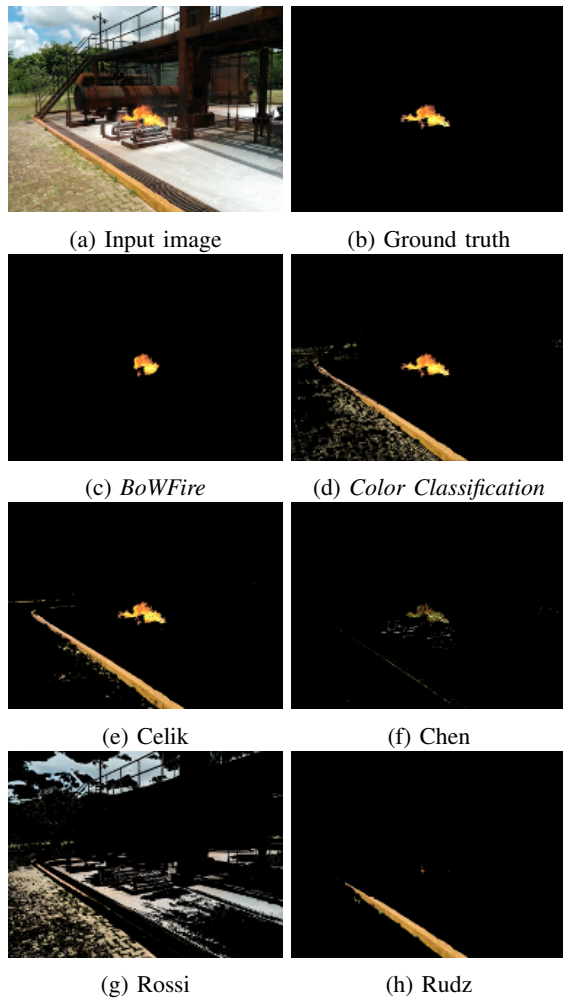 (a) Input image
(b) Ground truth
(c) BoWFire
(d) Color Classification
(e) Celik
(f) Chen
(g) Rossi
(h) Rudz